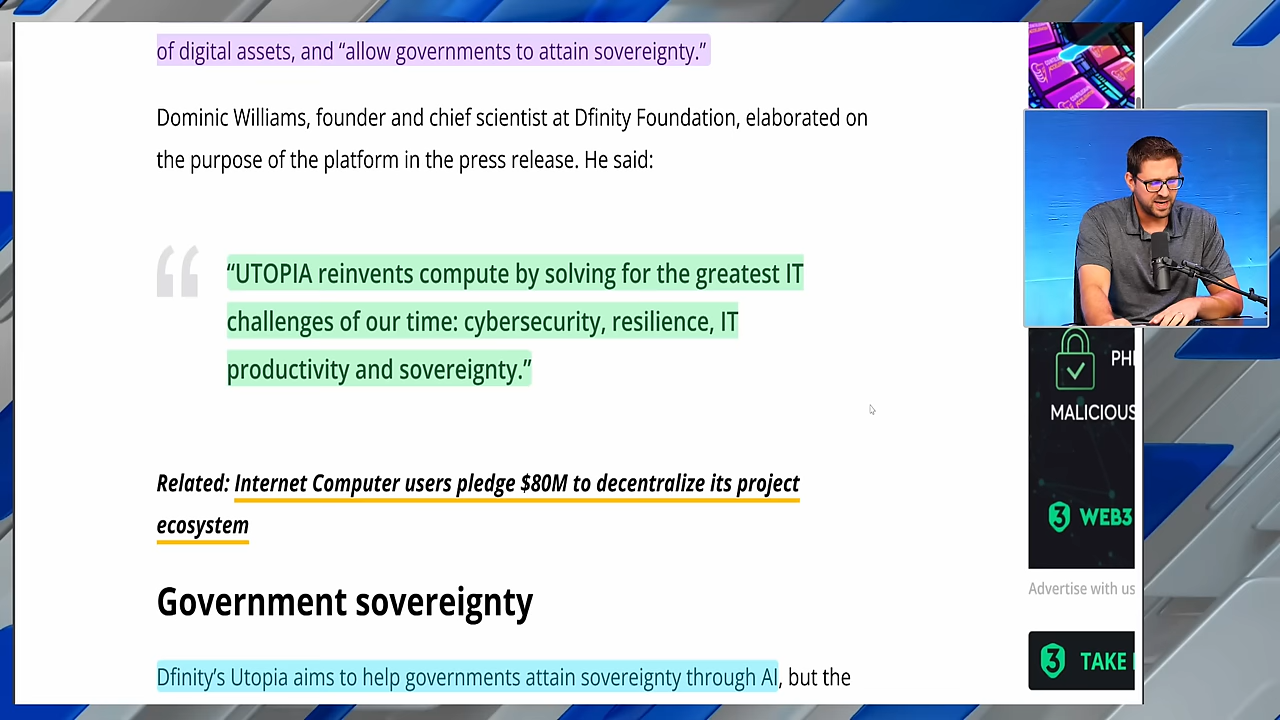 of digital assets, and “allow governments to attain sovereignty.”
Dominic Williams, founder and chief scientist at Dfinity Foundation, elaborated on
the purpose of the platform in the press release. He said:
“UTOPIA reinvents compute by solving for the greatest IT
challenges of our time: cybersecurity, resilience, IT
productivity and sovereignty.”
Related: Internet Computer users pledge $80M to decentralize its project
ecosystem
Government sovereignty
Dfinity’s Utopia aims to help governments attain sovereignty through AI, but the
MALICIOUS
3 WEB3
Advertise with us
3 TAKE